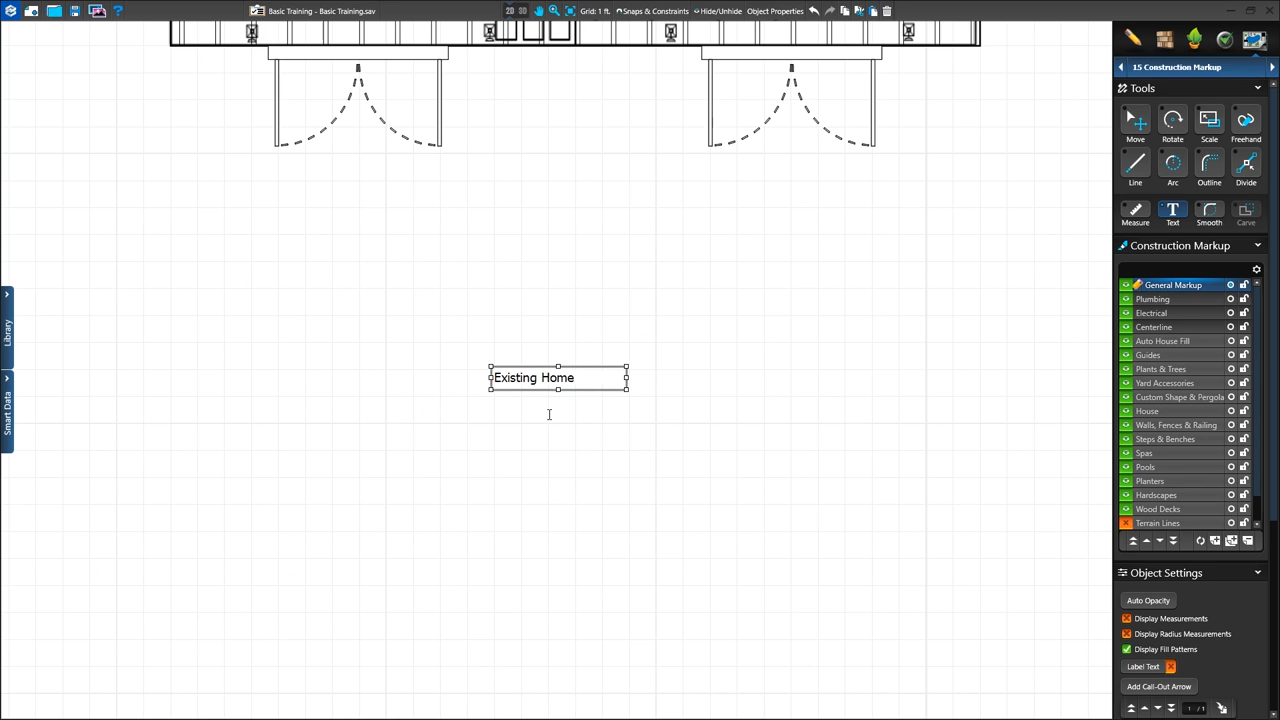 Basic Training - Basic Training.sav
2D 3D
Grid: 1 ft.
Snaps & Constraints
Hide/Unhide
Object Properties
15 Construction Markup
Tools
Move
Rotate
Scale
Freehand
Line
Arc
Outline
Divide
Measure
Text
Smooth
Carve
Construction Markup
General Markup
Plumbing
Electrical
Centerline
Auto House Fill
Guides
Plants & Trees
Yard Accessories
Custom Shape & Pergola
House
Walls, Fences & Railing
Steps & Benches
Spas
Pools
Planters
Hardscapes
Wood Decks
Terrain Lines
Object Settings
Auto Opacity
Display Measurements
Display Radius Measurements
Display Fill Patterns
Label Text
Add Call-Out Arrow
1 / 1
Library
Smart Data
Existing Home